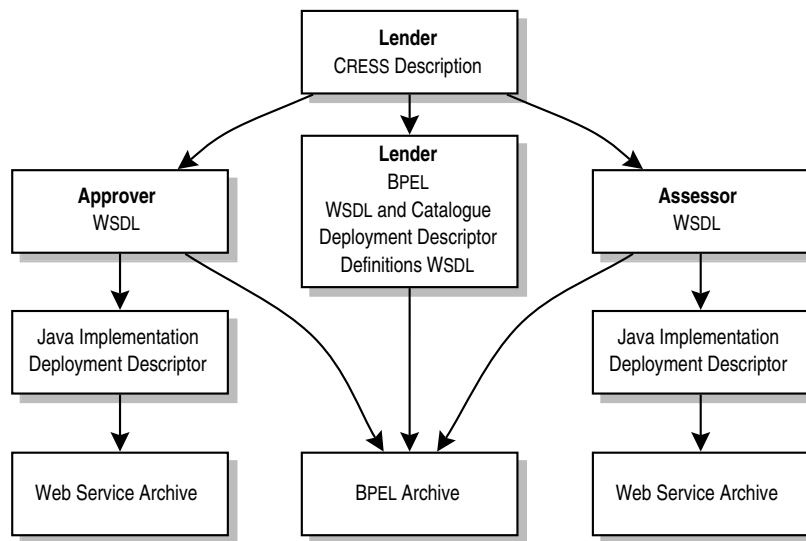 Lender
CRESS Description
Approver
WSDL
Lender
BPEL
WSDL and Catalogue
Deployment Descriptor
Definitions WSDL
Assessor
WSDL
Java Implementation
Deployment Descriptor
Java Implementation
Deployment Descriptor
Web Service Archive
BPEL Archive
Web Service Archive